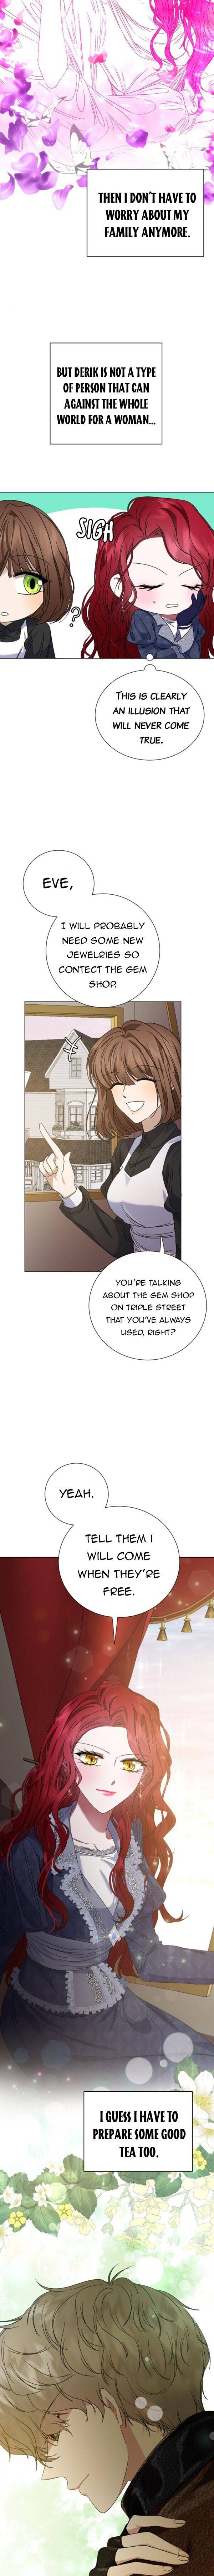 THEN I DON'T HAVE TO
WORRY ABOUT MY
FAMILY ANYMORE.
BUT DERIK IS NOT A TYPE
OF PERSON THAT CAN
AGAINST THE WHOLE
WORLD FOR A WOMAN...
SIGH
?
THIS IS CLEARLY
AN ILLUSION THAT
WILL NEVER COME
TRUE.
EVE,
I WILL PROBABLY
NEED SOME NEW
JEWELRIES SO
CONTECT THE GEM
SHOP.
YOU'RE TALKING
ABOUT THE GEM SHOP
ON TRIPLE STREET
THAT YOU'VE ALWAYS
USED, RIGHT?
YEAH.
TELL THEM I
WILL COME
WHEN THEY'RE
FREE.
I GUESS I HAVE TO
PREPARE SOME GOOD
TEA TOO.